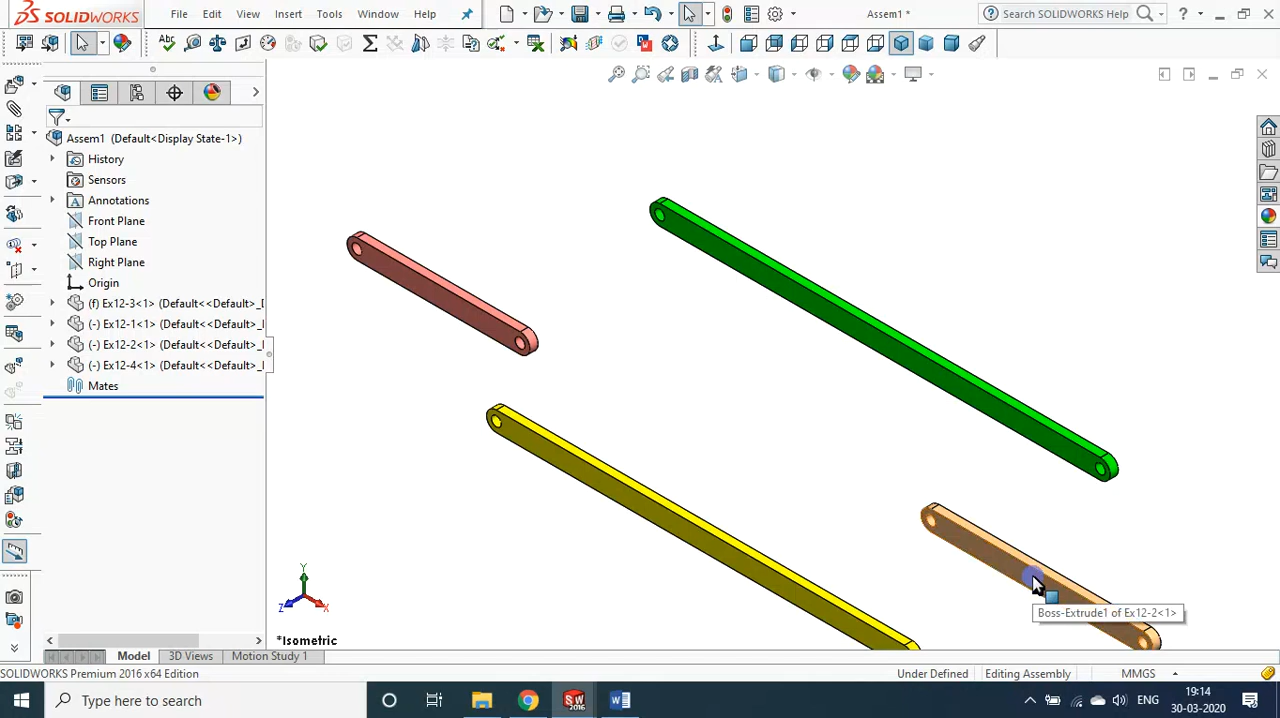 SOLIDWORKS
File Edit View Insert Tools Window Help
Assem1 *
Search SOLIDWORKS Help
Assem1 (Default<Display State-1>)
History
Sensors
Annotations
Front Plane
Top Plane
Right Plane
Origin
(f) Ex12-3<1> (Default<<Default>_D
(-) Ex12-1<1> (Default<<Default>_
(-) Ex12-2<1> (Default<<Default>_
(-) Ex12-4<1> (Default<<Default>_
Mates
Boss-Extrude1 of Ex12-2<1>
Y
Z X
*Isometric
Model 3D Views Motion Study 1
SOLIDWORKS Premium 2016 x64 Edition Under Defined Editing Assembly MMGS
Type here to search
ENG
19:14
30-03-2020